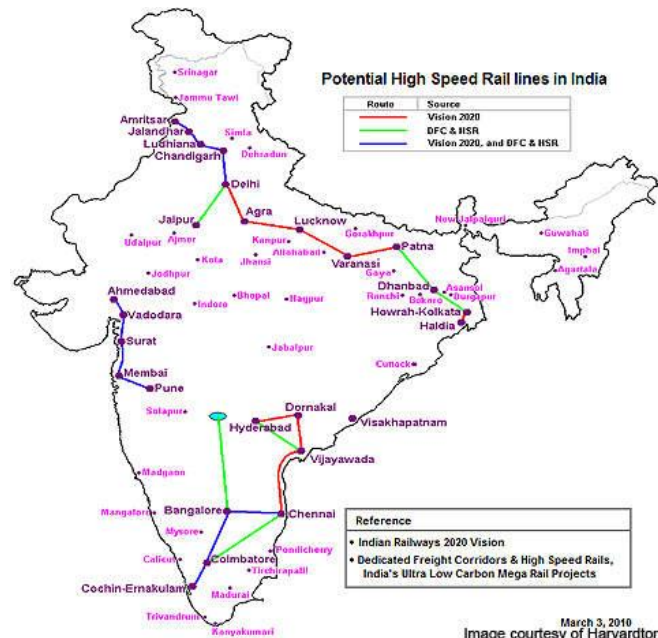 Potential High Speed Rail lines in India
Route Source
Vision 2020
DFC & HSR
Vision 2020, and DFC & HSR
Srinagar
Jammu Tawi
Amritsar
Jalandhar
Ludhiana
Chandigarh
Simla
Dehradun
Delhi
Jaipur
Agra
Lucknow
Gorakhpur
New Jalpaiguri
Guwahati
Imphal
Agartala
Udaipur
Ajmer
Kanpur
Allahabad
Patna
Kota
Jhansi
Varanasi
Gaya
Jodhpur
Dhanbad
Asansol
Ranchi
Bokaro
Durgapur
Ahmedabad
Vadodara
Indore
Bhopal
Nagpur
Howrah-Kolkata
Haldia
Surat
Jabalpur
Cuttack
Membai
Pune
Solapur
Dornakal
Hyderabad
Visakhapatnam
Vijayawada
Madgaon
Mangalore
Bangalore
Chennai
Mysore
Calicut
Coimbatore
Pondicherry
Tirchirapalli
Cochin-Ernakulam
Madurai
Trivandrum
Kanyakumari
Reference
• Indian Railways 2020 Vision
• Dedicated Freight Corridors & High Speed Rails,
India's Ultra Low Carbon Mega Rail Projects
March 3, 2010
Image courtesy of Harvardton